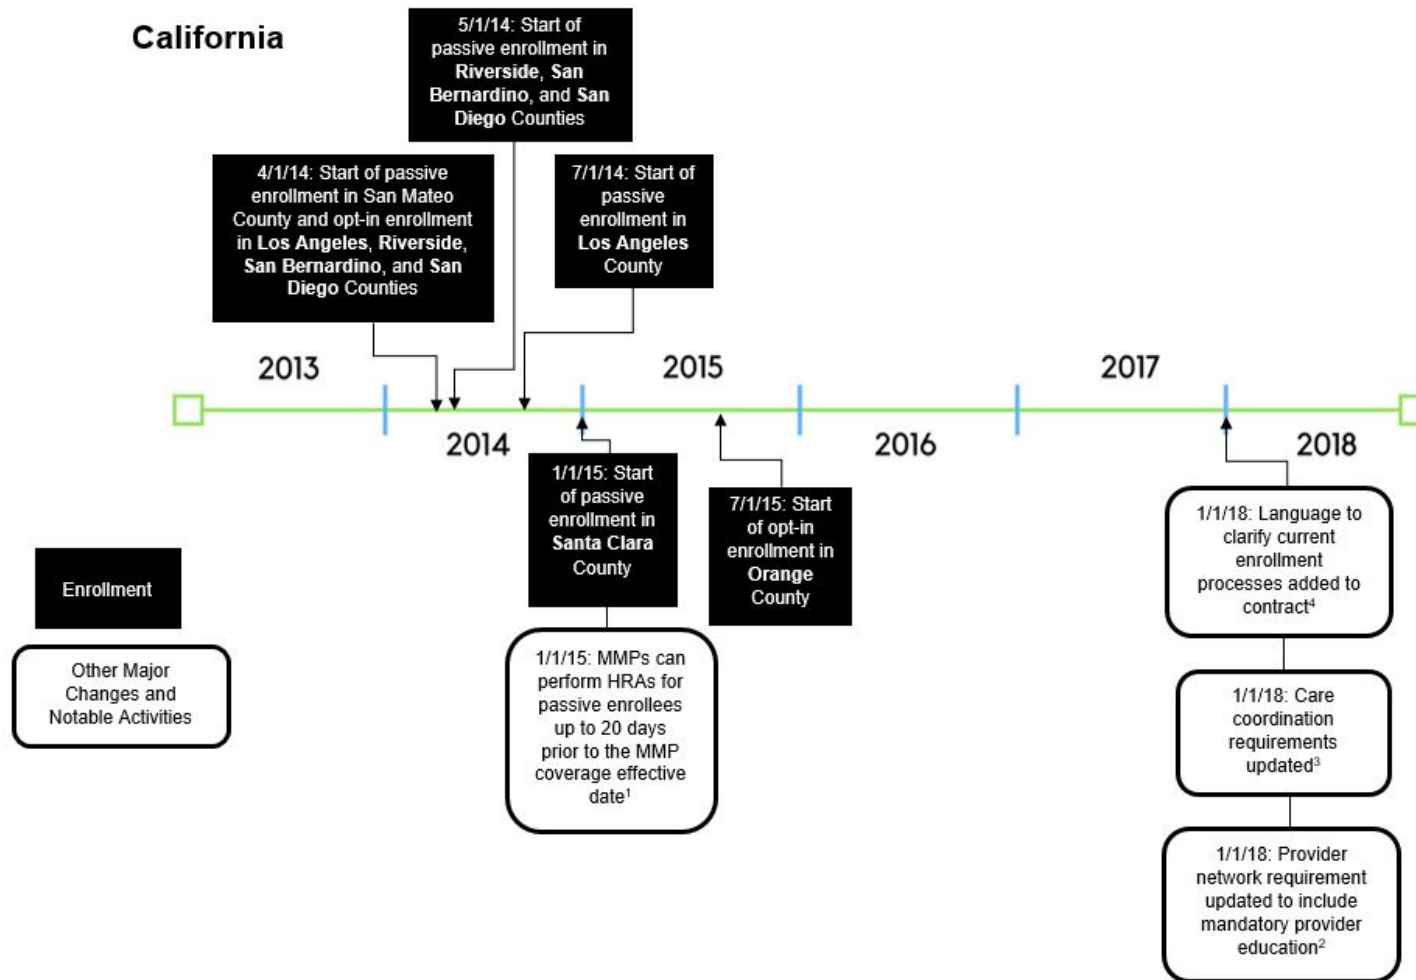 California
5/1/14: Start of
passive enrollment in
Riverside, San
Bernardino, and San
Diego Counties
4/1/14: Start of passive
enrollment in San Mateo
County and opt-in enrollment
in Los Angeles, Riverside,
San Bernardino, and San
Diego Counties
7/1/14: Start of
passive
enrollment in
Los Angeles
County
2013
2015
2017
2014
2016
2018
1/1/15: Start
of passive
enrollment in
Santa Clara
County
7/1/15: Start
of opt-in
enrollment in
Orange
County
1/1/18: Language to
clarify current
enrollment
processes added to
contract⁴
Enrollment
Other Major
Changes and
Notable Activities
1/1/15: MMPs can
perform HRAs for
passive enrollees
up to 20 days
prior to the MMP
coverage effective
date¹
1/1/18: Care
coordination
requirements
updated³
1/1/18: Provider
network requirement
updated to include
mandatory provider
education²